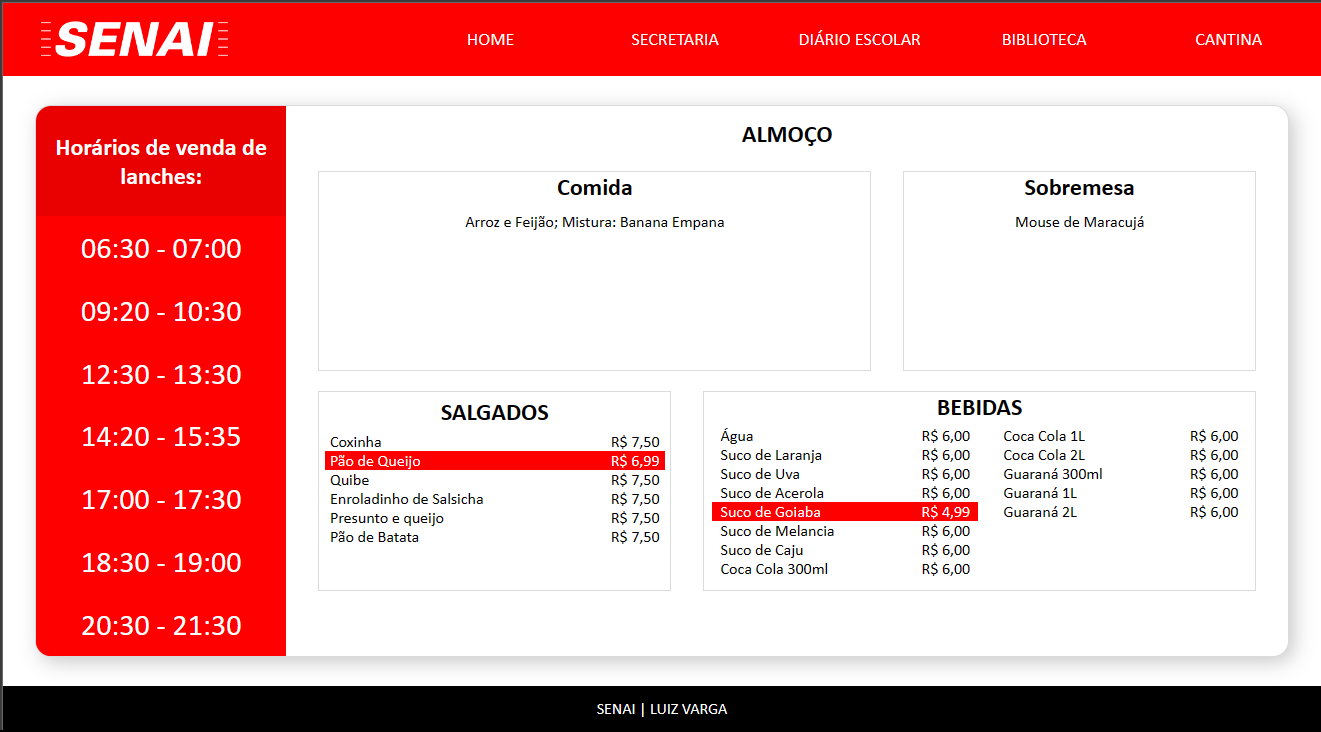 SENAI
HOME SECRETARIA DIÁRIO ESCOLAR BIBLIOTECA CANTINA
Horários de venda de
lanches:
06:30 - 07:00
09:20 - 10:30
12:30 - 13:30
14:20 - 15:35
17:00 - 17:30
18:30 - 19:00
20:30 - 21:30
ALMOÇO
Comida
Arroz e Feijão; Mistura: Banana Empana
Sobremesa
Mouse de Maracujá
SALGADOS
Coxinha R$ 7,50
Pão de Queijo R$ 6,99
Quibe R$ 7,50
Enroladinho de Salsicha R$ 7,50
Presunto e queijo R$ 7,50
Pão de Batata R$ 7,50
BEBIDAS
Água R$ 6,00
Suco de Laranja R$ 6,00
Suco de Uva R$ 6,00
Suco de Acerola R$ 6,00
Suco de Goiaba R$ 4,99
Suco de Melancia R$ 6,00
Suco de Caju R$ 6,00
Coca Cola 300ml R$ 6,00
Coca Cola 1L R$ 6,00
Coca Cola 2L R$ 6,00
Guaraná 300ml R$ 6,00
Guaraná 1L R$ 6,00
Guaraná 2L R$ 6,00
SENAI | LUIZ VARGA